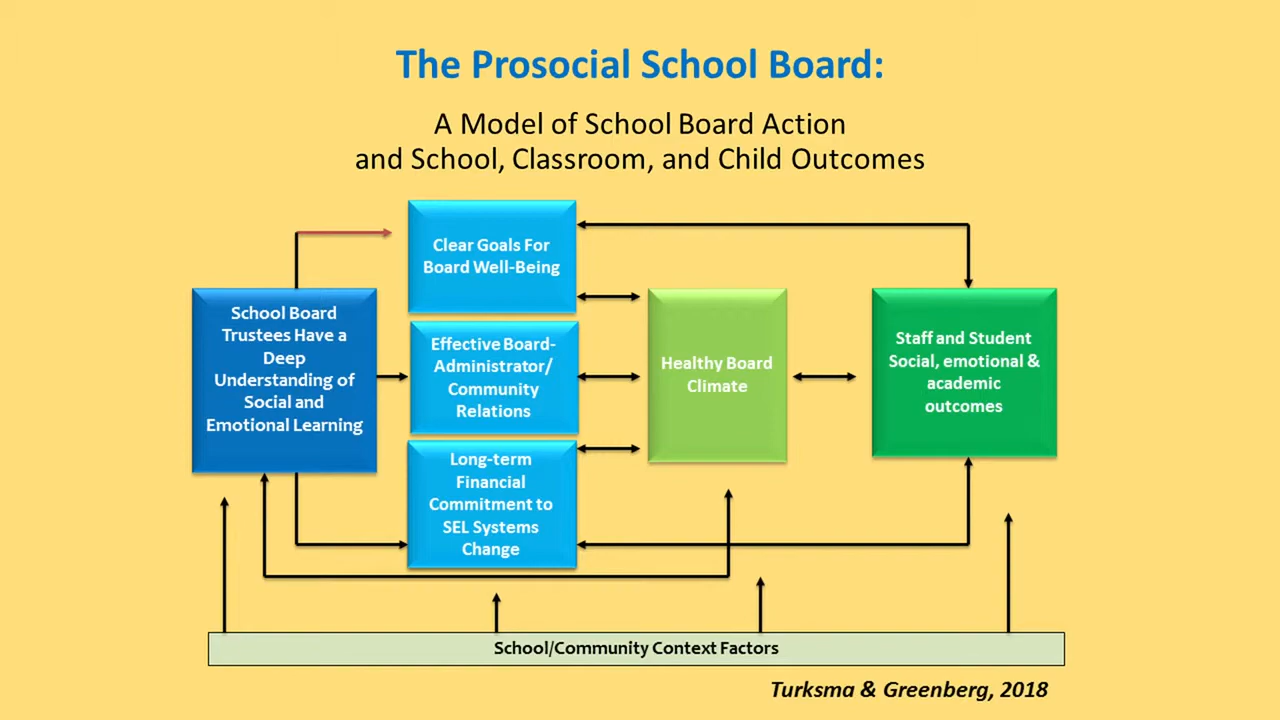 The Prosocial School Board:
A Model of School Board Action
and School, Classroom, and Child Outcomes
Clear Goals For
Board Well-Being
School Board
Trustees Have a
Deep
Understanding of
Social and
Emotional Learning
Effective Board-
Administrator/
Community
Relations
Long-term
Financial
Commitment to
SEL Systems
Change
Healthy Board
Climate
Staff and Student
Social, emotional &
academic
outcomes
School/Community Context Factors
Turksma & Greenberg, 2018